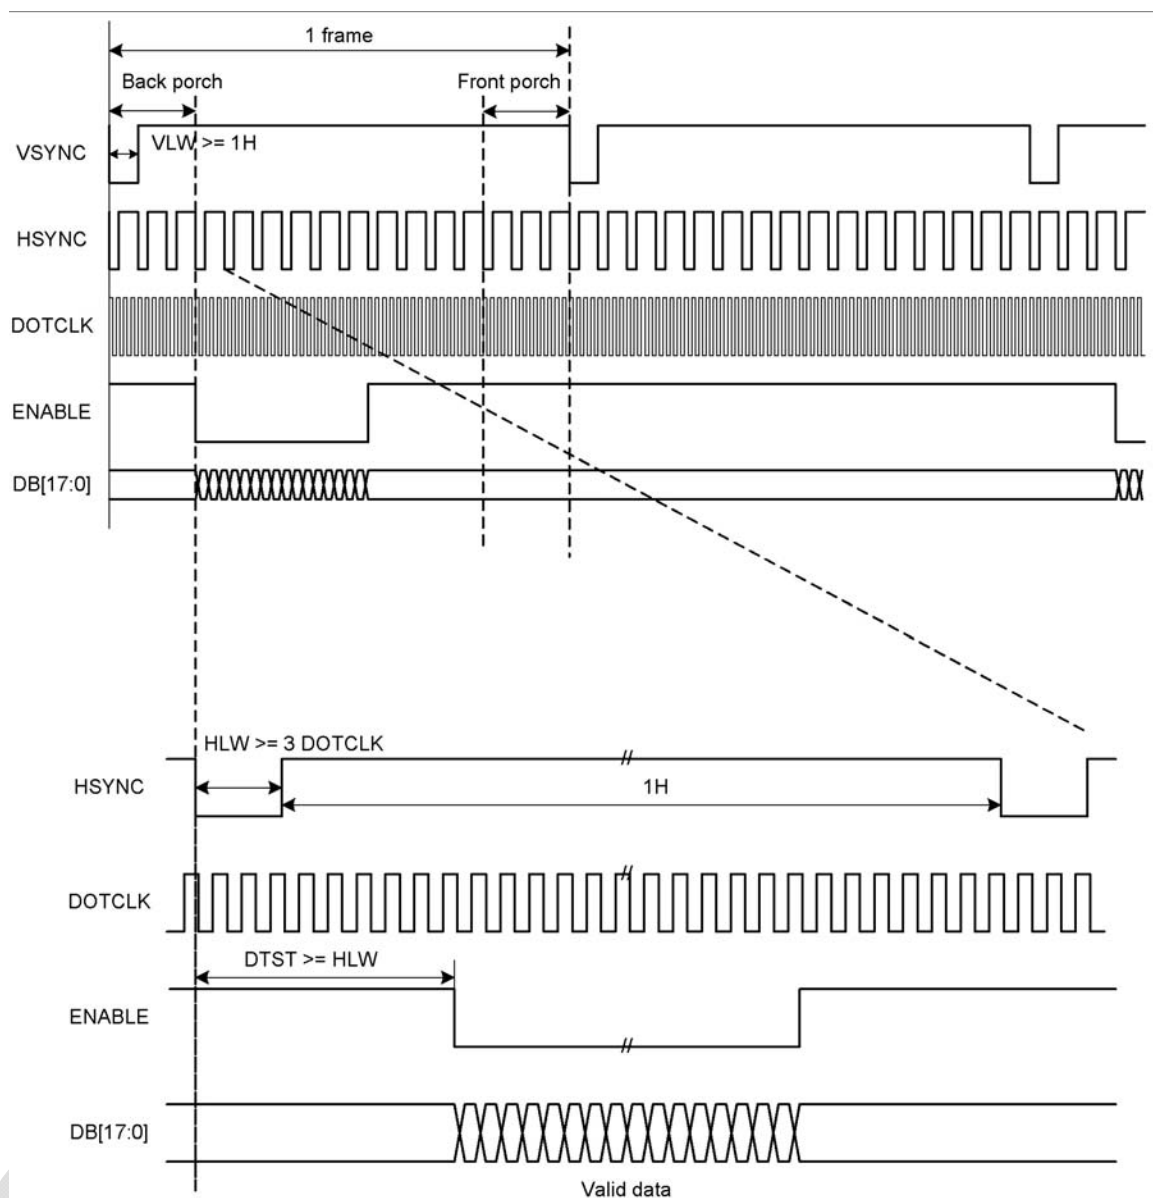 1 frame
Back porch
Front porch
VLW >= 1H
VSYNC
HSYNC
DOTCLK
ENABLE
DB[17:0]
HLW >= 3 DOTCLK
HSYNC
1H
DOTCLK
DTST >= HLW
ENABLE
DB[17:0]
Valid data